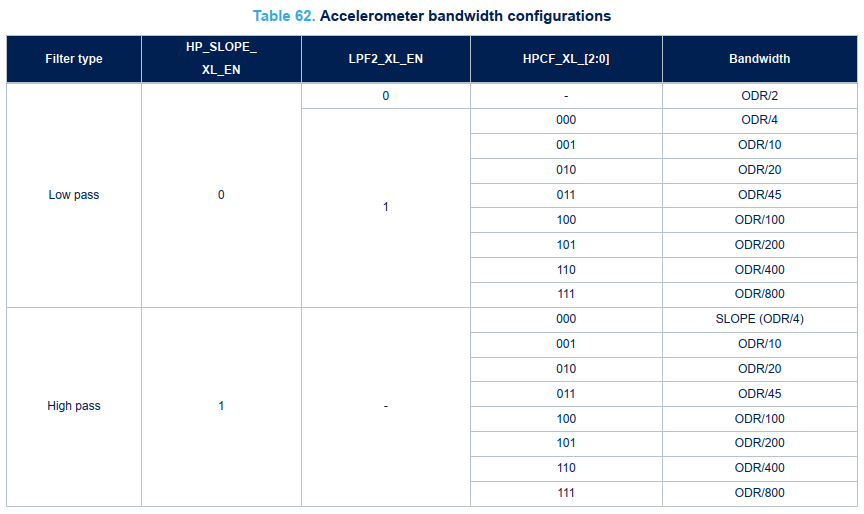 Table 62. Accelerometer bandwidth configurations
Filter type HP_SLOPE_ XL_EN LPF2_XL_EN HPCF_XL_[2:0] Bandwidth
Low pass 0 0 - ODR/2
1 000 ODR/4
001 ODR/10
010 ODR/20
011 ODR/45
100 ODR/100
101 ODR/200
110 ODR/400
111 ODR/800
High pass 1 - 000 SLOPE (ODR/4)
001 ODR/10
010 ODR/20
011 ODR/45
100 ODR/100
101 ODR/200
110 ODR/400
111 ODR/800